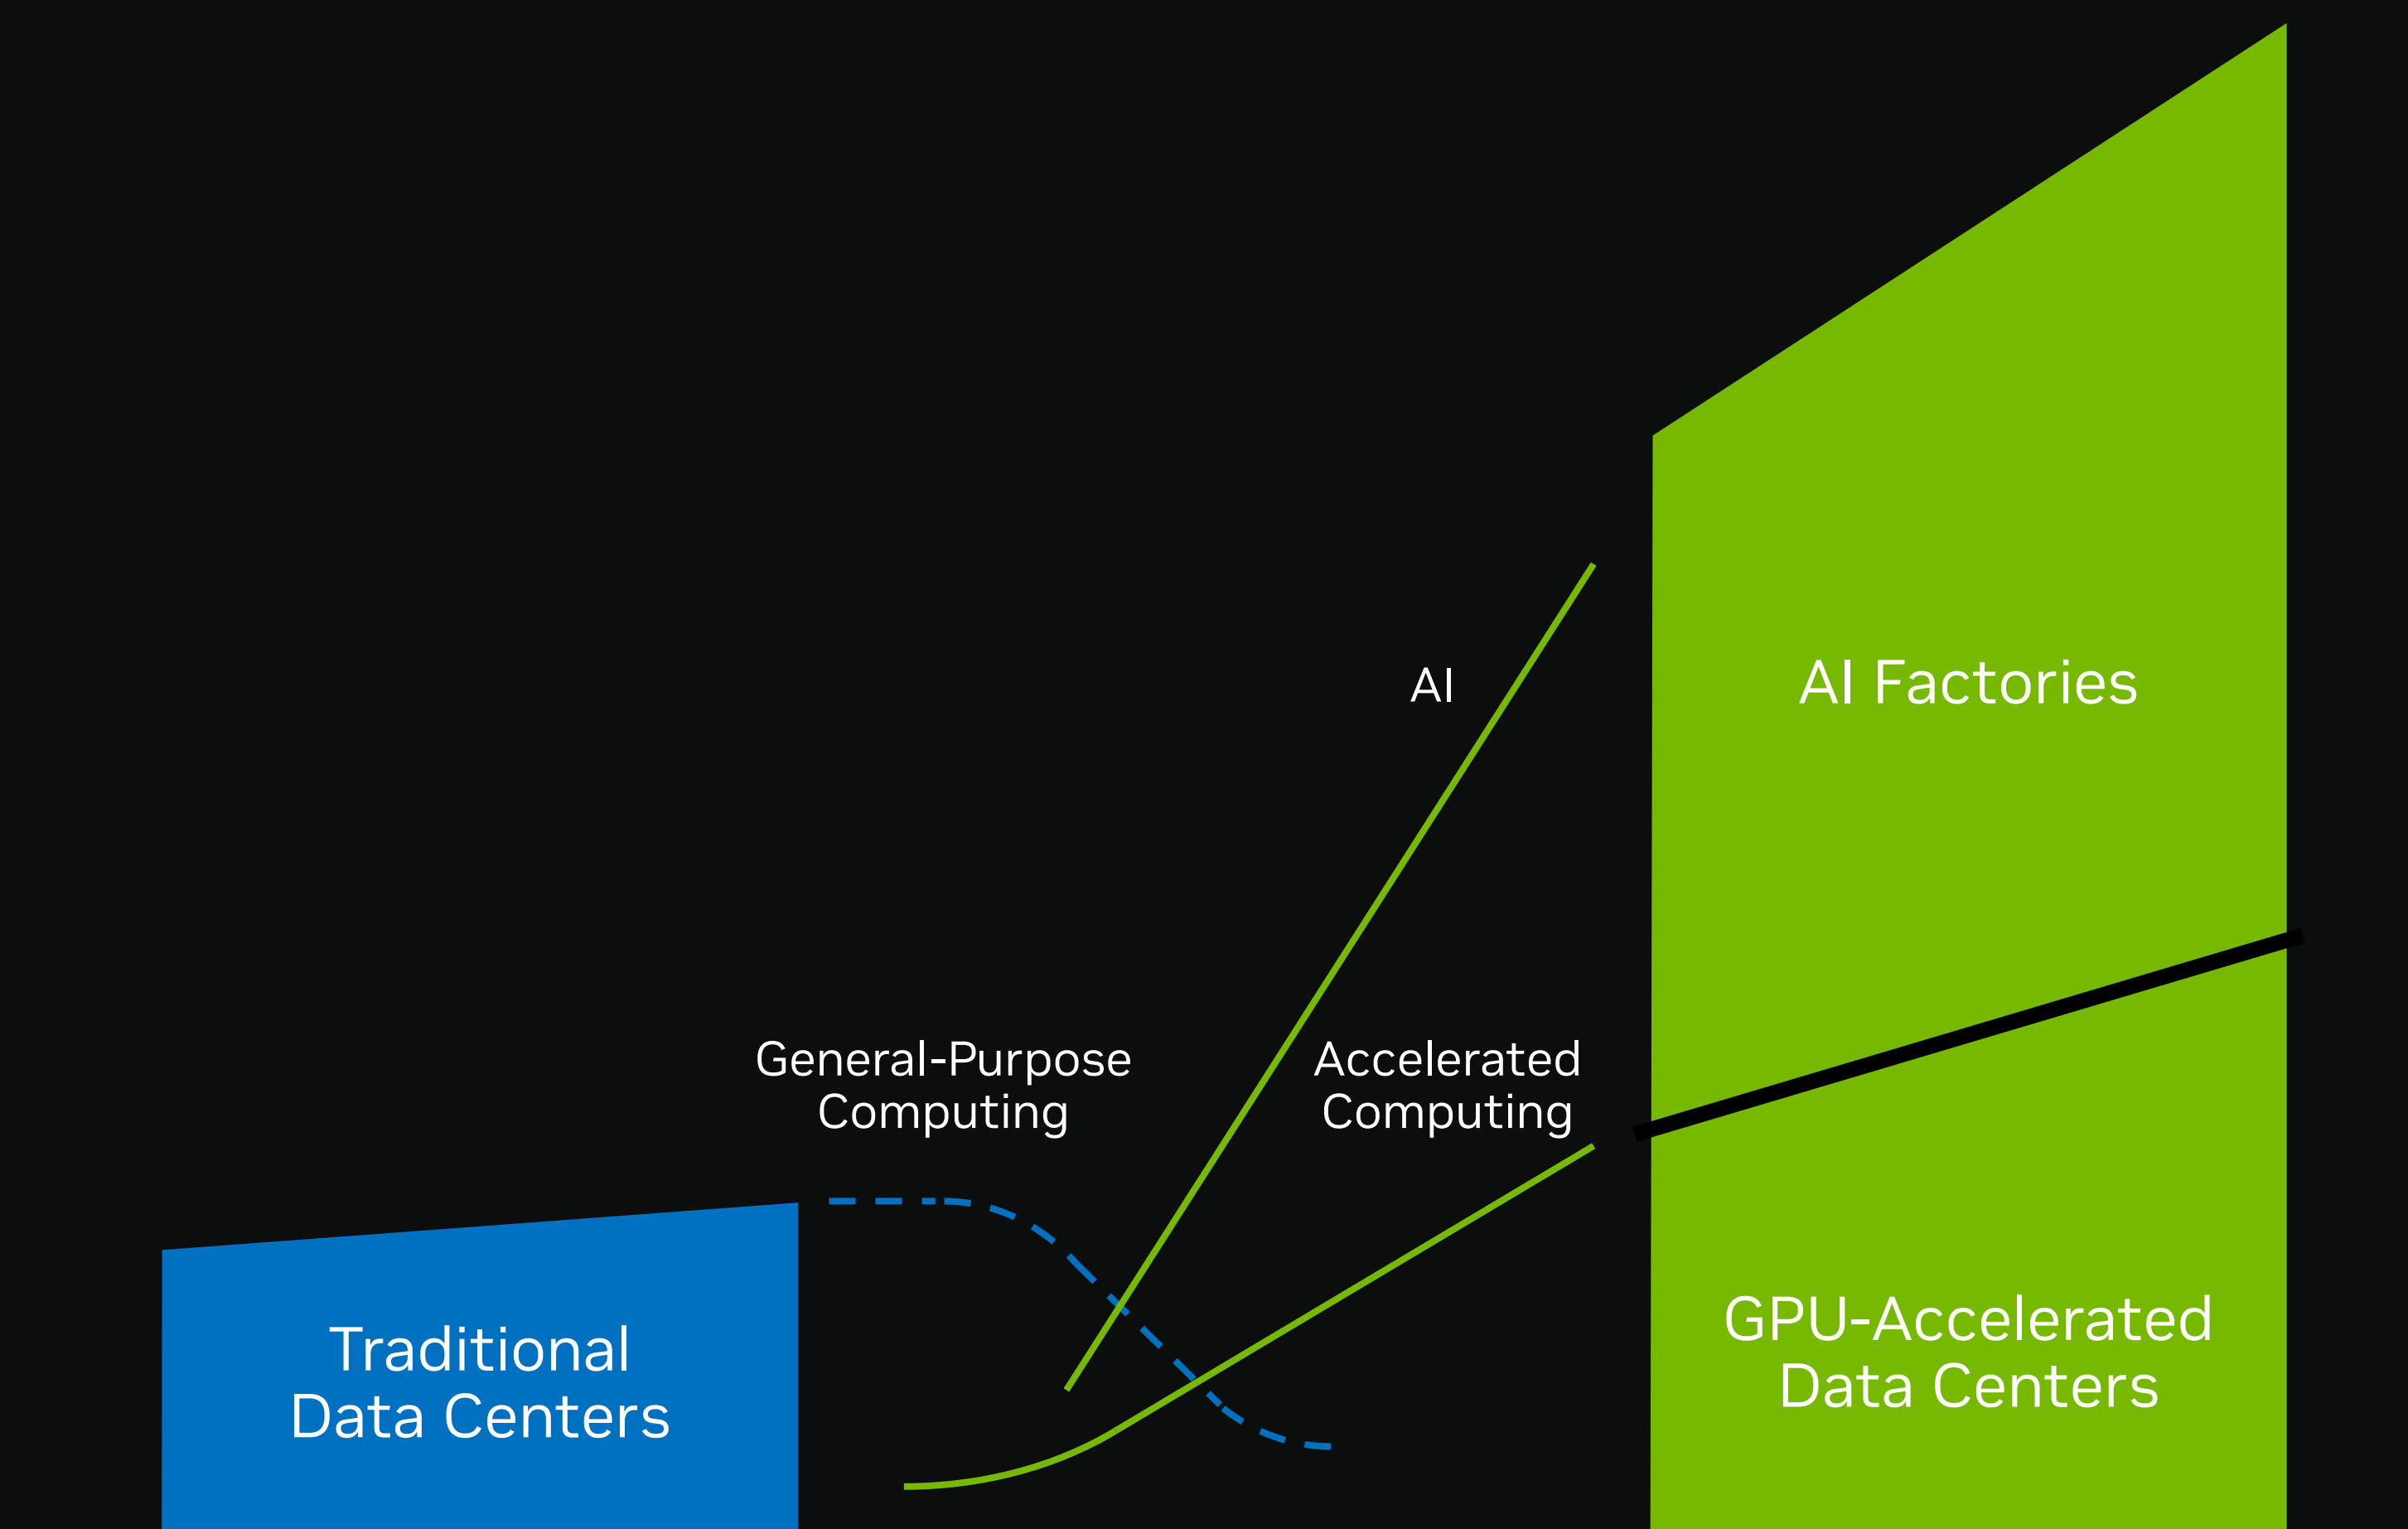 AI
AI Factories
General-Purpose
Computing
Accelerated
Computing
Traditional
Data Centers
GPU-Accelerated
Data Centers